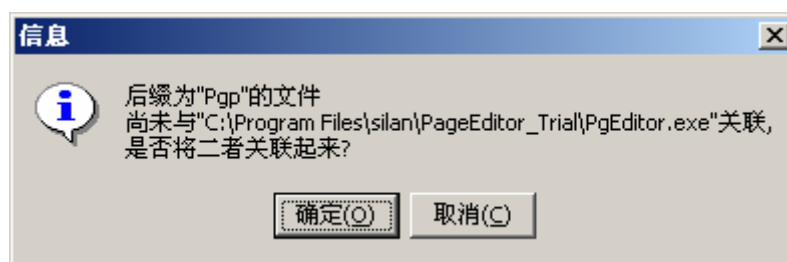 信息
后缀为"Pgp"的文件
尚未与"C:\Program Files\silan\PageEditor_Trial\PgEditor.exe"关联,
是否将二者关联起来?
确定(O) 取消(C)